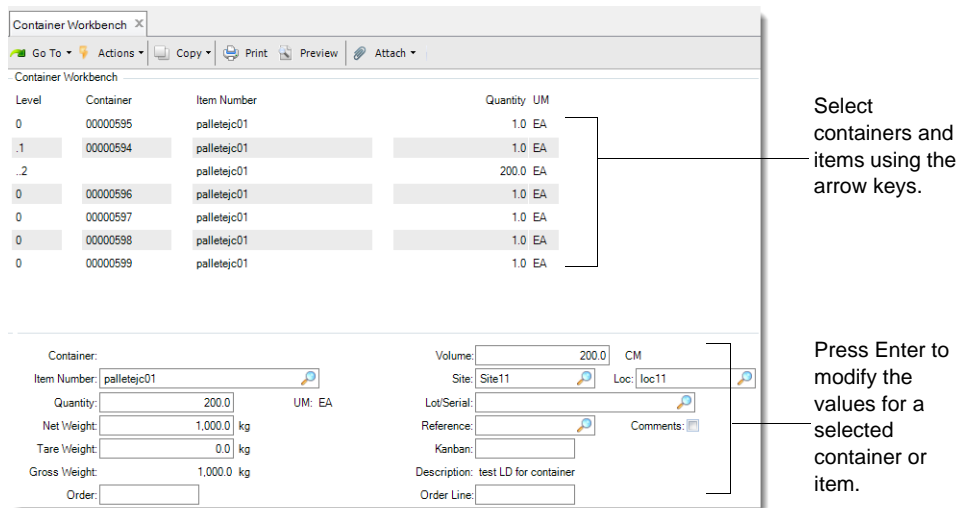 Container Workbench X
Go To Actions Copy Print Preview Attach
Container Workbench
Level Container Item Number Quantity UM
0 00000595 palletejc01 1.0 EA
.1 00000594 palletejc01 1.0 EA
..2 palletejc01 200.0 EA
0 00000596 palletejc01 1.0 EA
0 00000597 palletejc01 1.0 EA
0 00000598 palletejc01 1.0 EA
0 00000599 palletejc01 1.0 EA
Select
containers and
items using the
arrow keys.
Container: Volume: 200.0 CM
Item Number: palletejc01 Site: Site11 Loc: loc11
Quantity: 200.0 UM: EA Lot/Serial:
Net Weight: 1,000.0 kg Reference: Comments:
Tare Weight: 0.0 kg Kanban:
Gross Weight: 1,000.0 kg Description: test LD for container
Order: Order Line:
Press Enter to
modify the
values for a
selected
container or
item.